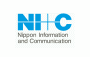 NI+C
Nippon Information
and Communication